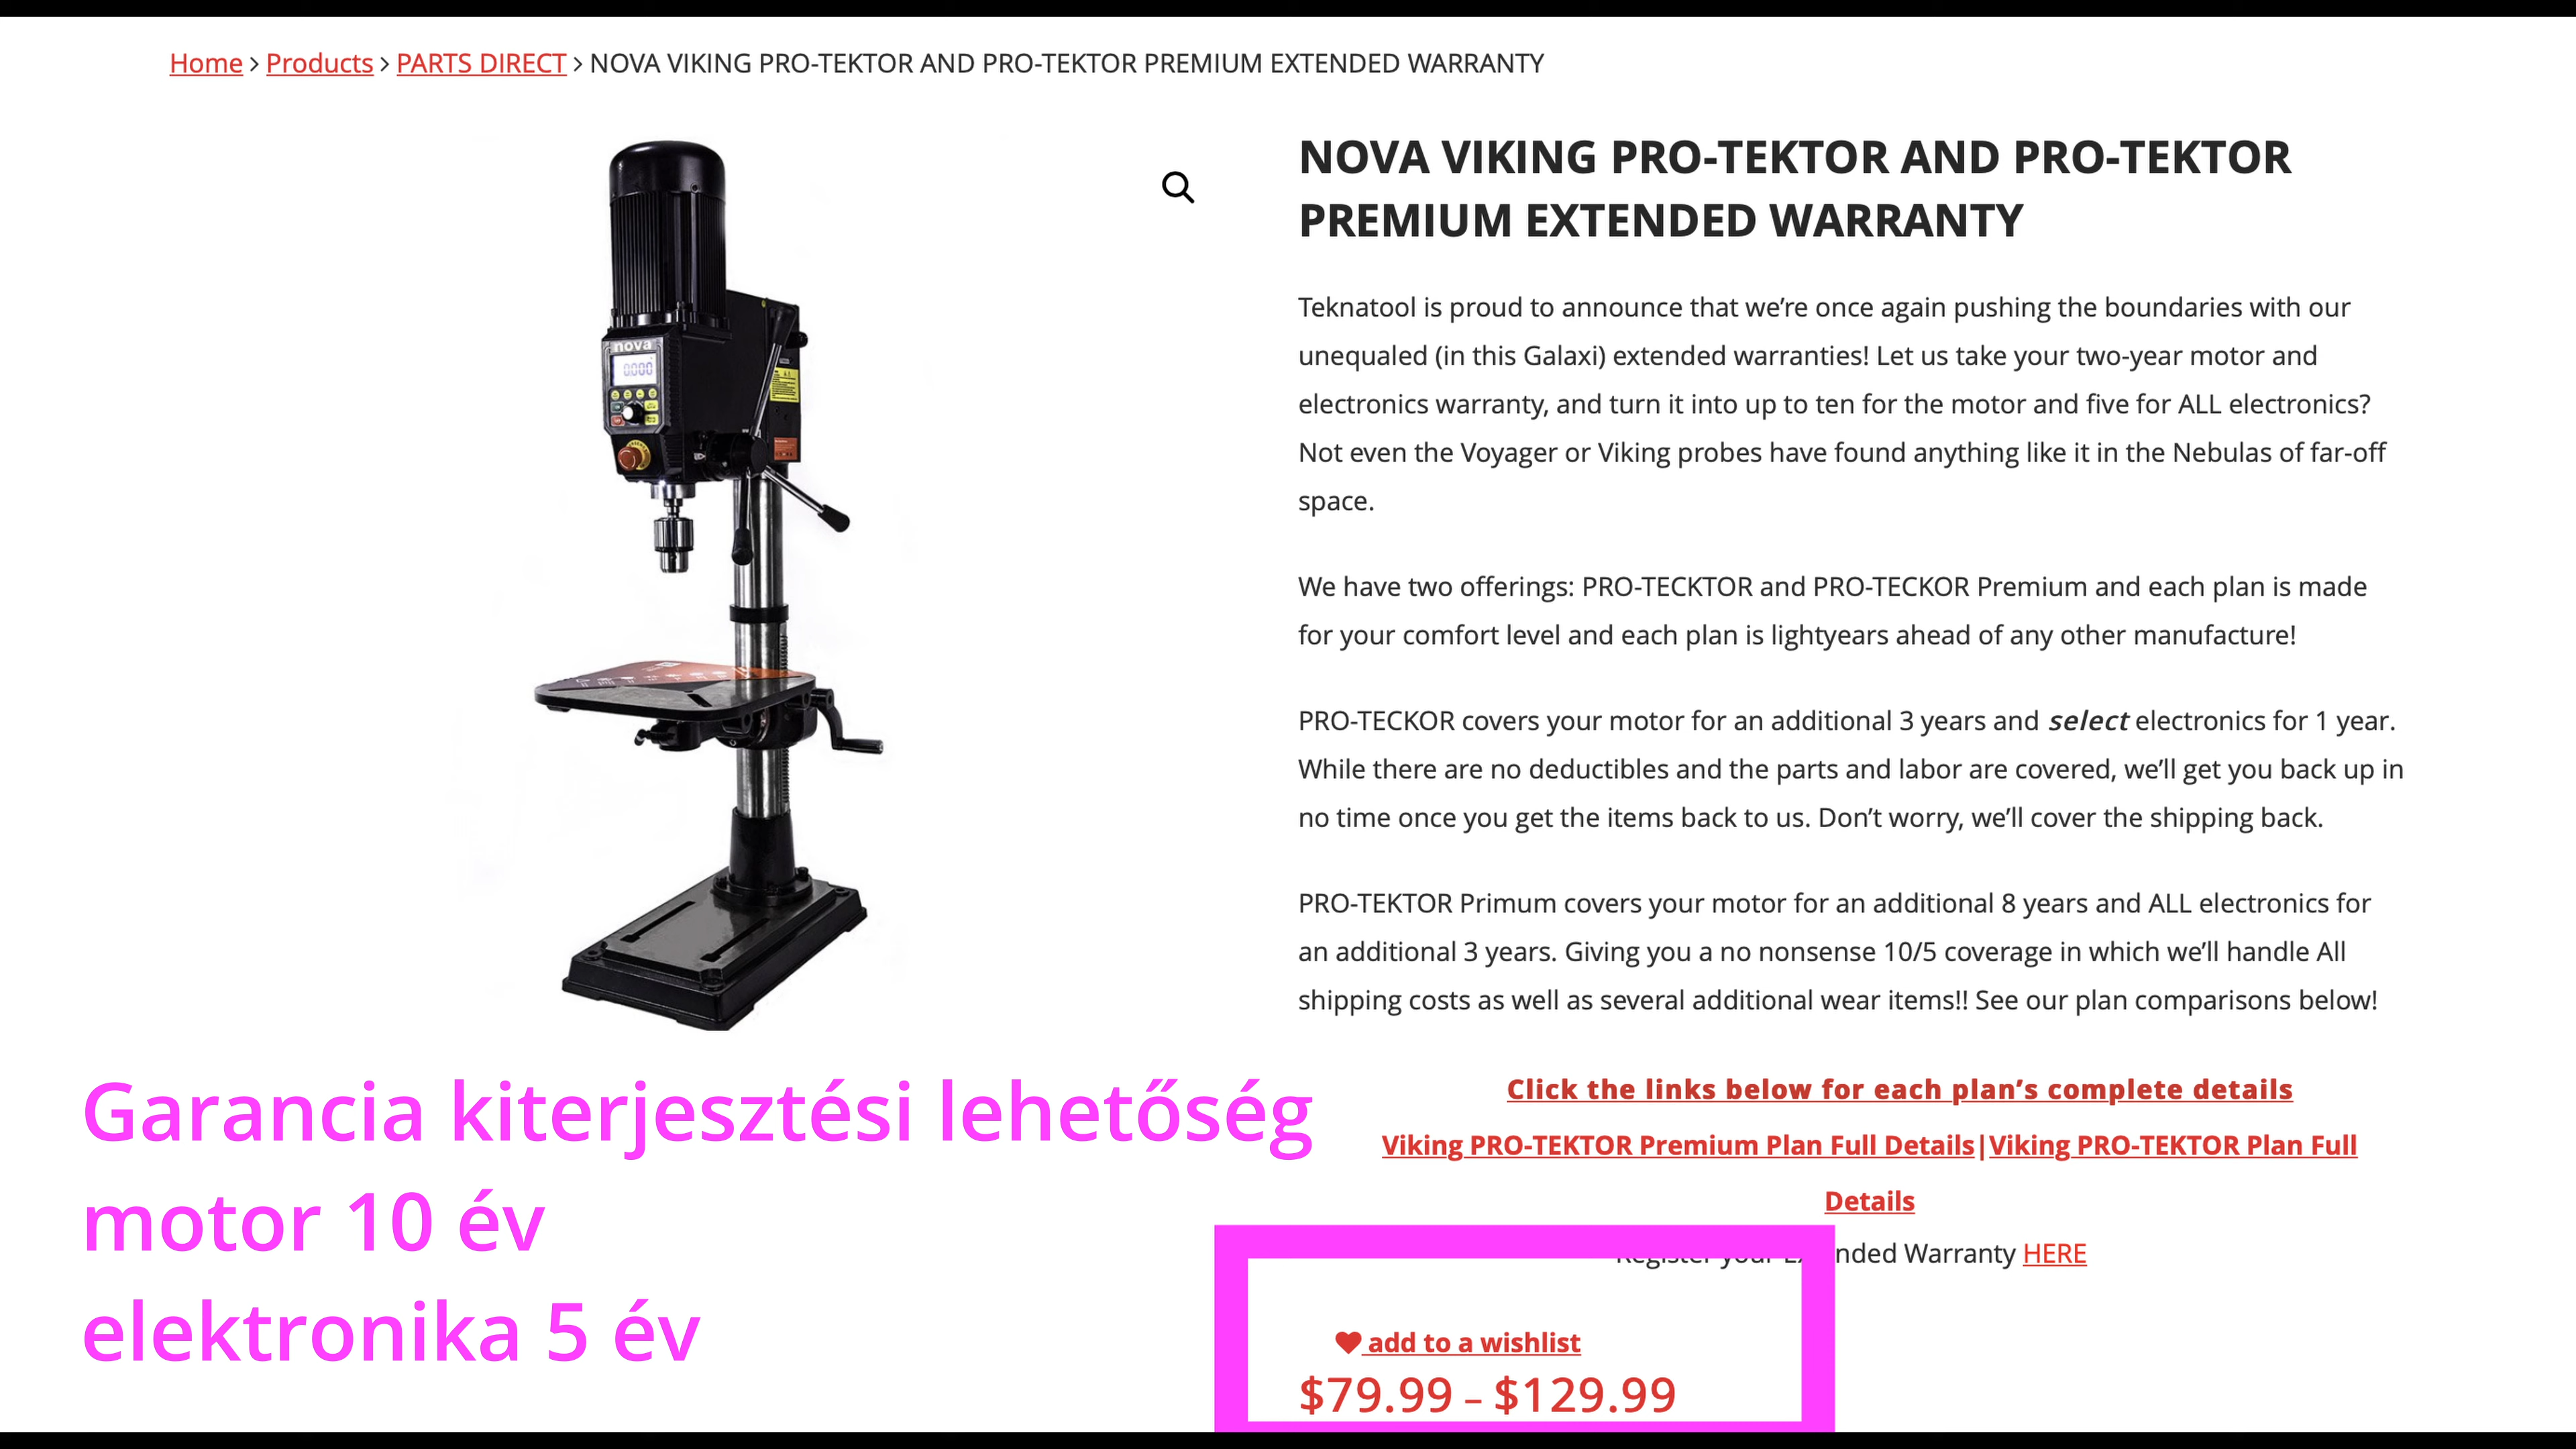 Home > Products > PARTS DIRECT > NOVA VIKING PRO-TEKTOR AND PRO-TEKTOR PREMIUM EXTENDED WARRANTY
nova
0.000
NOVA VIKING PRO-TEKTOR AND PRO-TEKTOR
PREMIUM EXTENDED WARRANTY
Teknatool is proud to announce that we’re once again pushing the boundaries with our
unequaled (in this Galaxi) extended warranties! Let us take your two-year motor and
electronics warranty, and turn it into up to ten for the motor and five for ALL electronics?
Not even the Voyager or Viking probes have found anything like it in the Nebulas of far-off
space.
We have two offerings: PRO-TECKTOR and PRO-TECKOR Premium and each plan is made
for your comfort level and each plan is lightyears ahead of any other manufacture!
PRO-TECKOR covers your motor for an additional 3 years and select electronics for 1 year.
While there are no deductibles and the parts and labor are covered, we’ll get you back up in
no time once you get the items back to us. Don’t worry, we’ll cover the shipping back.
PRO-TEKTOR Primum covers your motor for an additional 8 years and ALL electronics for
an additional 3 years. Giving you a no nonsense 10/5 coverage in which we’ll handle All
shipping costs as well as several additional wear items!! See our plan comparisons below!
Click the links below for each plan’s complete details
Viking PRO-TEKTOR Premium Plan Full Details|Viking PRO-TEKTOR Plan Full
Details
Register your Extended Warranty HERE
add to a wishlist
$79.99 – $129.99
Garancia kiterjesztési lehetőség
motor 10 év
elektronika 5 év